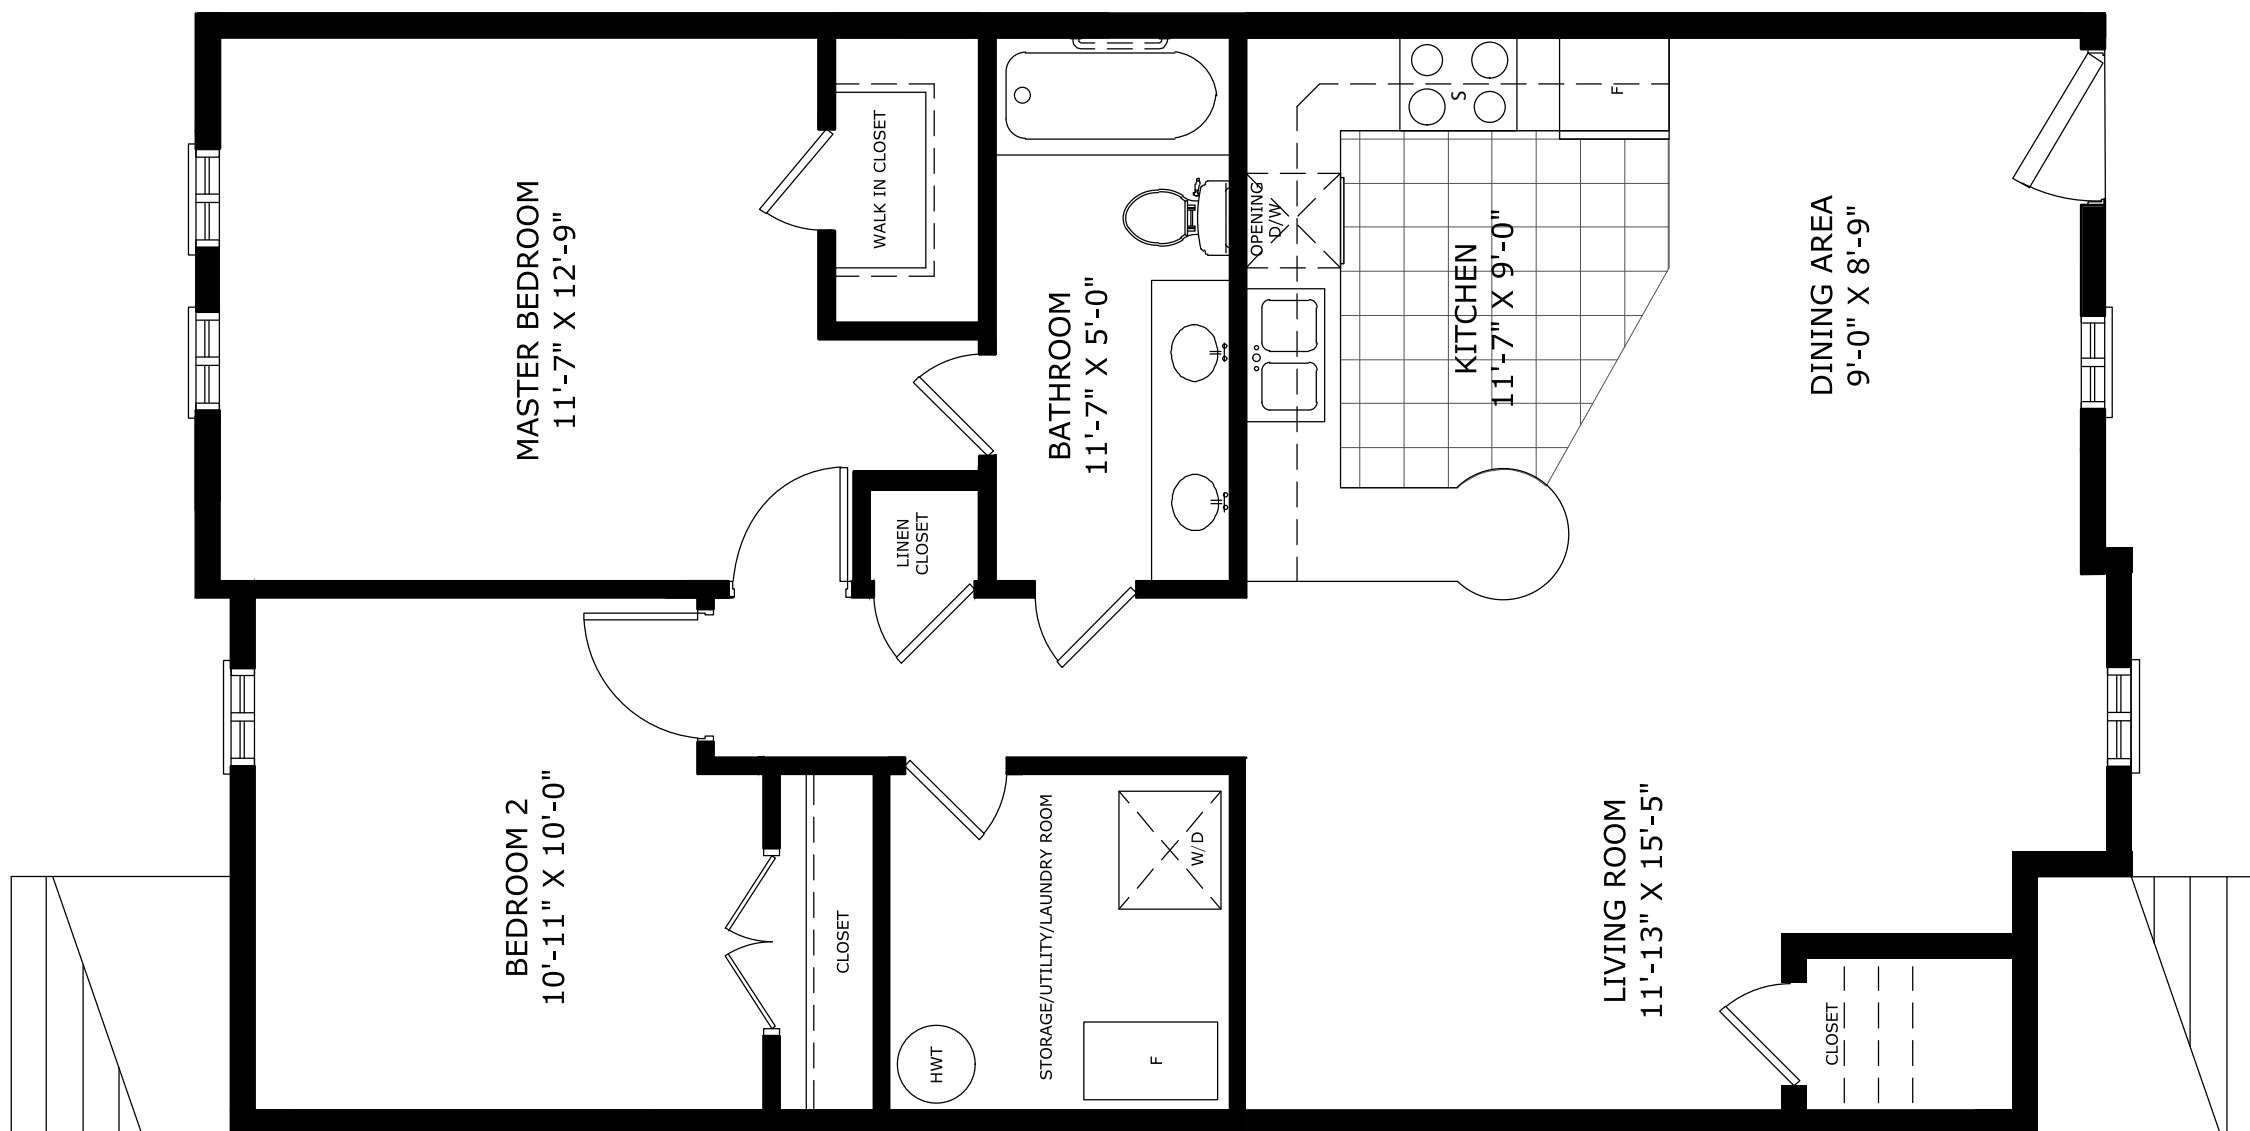 MASTER BEDROOM
11'-7" X 12'-9"
WALK IN CLOSET
BATHROOM
11'-7" X 5'-0"
OPENING
D/W
S
F
KITCHEN
11'-7" X 9'-0"
DINING AREA
9'-0" X 8'-9"
LINEN
CLOSET
BEDROOM 2
10'-11" X 10'-0"
CLOSET
HWT
STORAGE/UTILITY/LAUNDRY ROOM
W/D
F
LIVING ROOM
11'-13" X 15'-5"
CLOSET